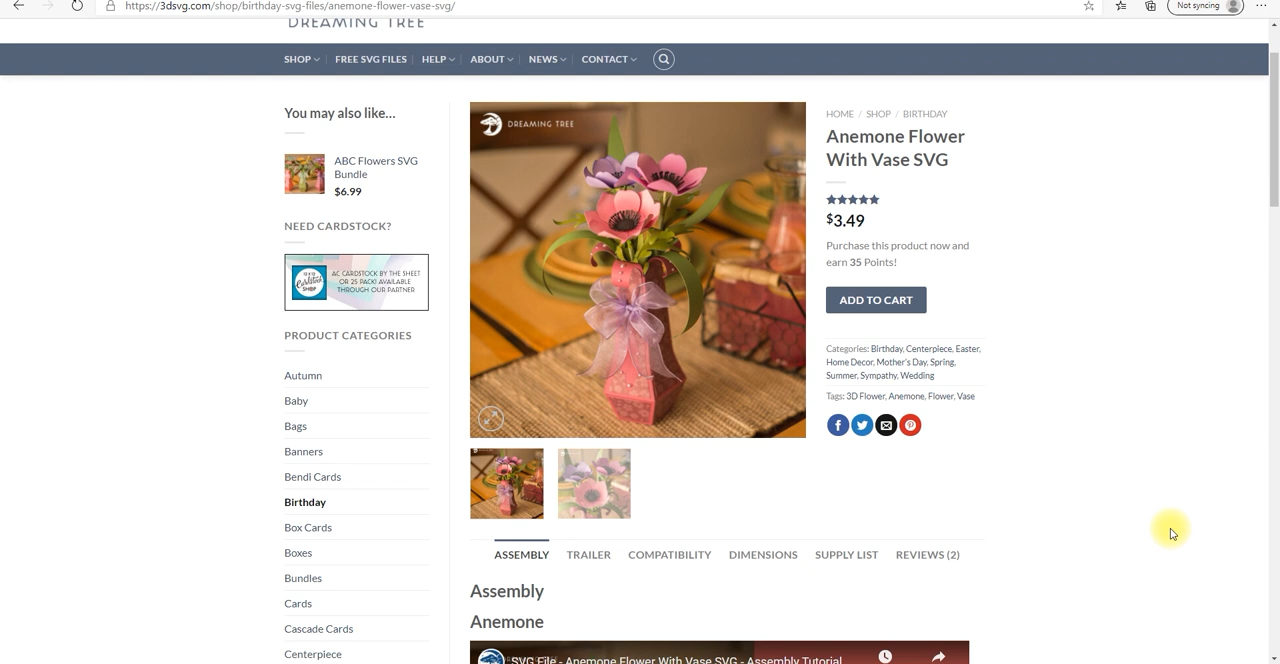 https://3dsvg.com/shop/birthday-svg-files/anemone-flower-vase-svg/
Not syncing
DREAMING TREE
SHOP
FREE SVG FILES
HELP
ABOUT
NEWS
CONTACT
You may also like…
ABC Flowers SVG
Bundle
$6.99
NEED CARDSTOCK?
12 X 12
Cardstock
SHOP
AC CARDSTOCK BY THE SHEET
OR 25 PACK! AVAILABLE
THROUGH OUR PARTNER
PRODUCT CATEGORIES
Autumn
Baby
Bags
Banners
Bendi Cards
Birthday
Box Cards
Boxes
Bundles
Cards
Cascade Cards
Centerpiece
DREAMING TREE
HOME / SHOP / BIRTHDAY
Anemone Flower
With Vase SVG
$3.49
Purchase this product now and
earn 35 Points!
ADD TO CART
Categories: Birthday, Centerpiece, Easter,
Home Decor, Mother's Day, Spring,
Summer, Sympathy, Wedding
Tags: 3D Flower, Anemone, Flower, Vase
ASSEMBLY
TRAILER
COMPATIBILITY
DIMENSIONS
SUPPLY LIST
REVIEWS (2)
Assembly
Anemone
SVG File - Anemone Flower With Vase SVG - Assembly Tutorial